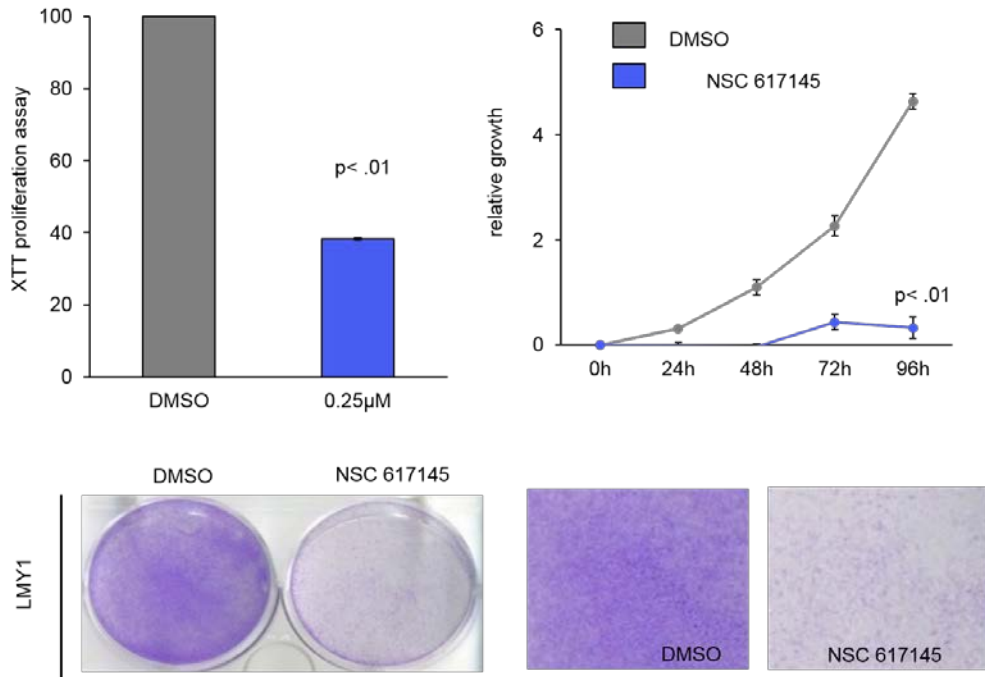 XTT proliferation assay
100
80
60
40
20
0
p< .01
DMSO
0.25µM
relative growth
6
4
2
0
DMSO
NSC 617145
p< .01
0h
24h
48h
72h
96h
LMY1
DMSO
NSC 617145
DMSO
NSC 617145